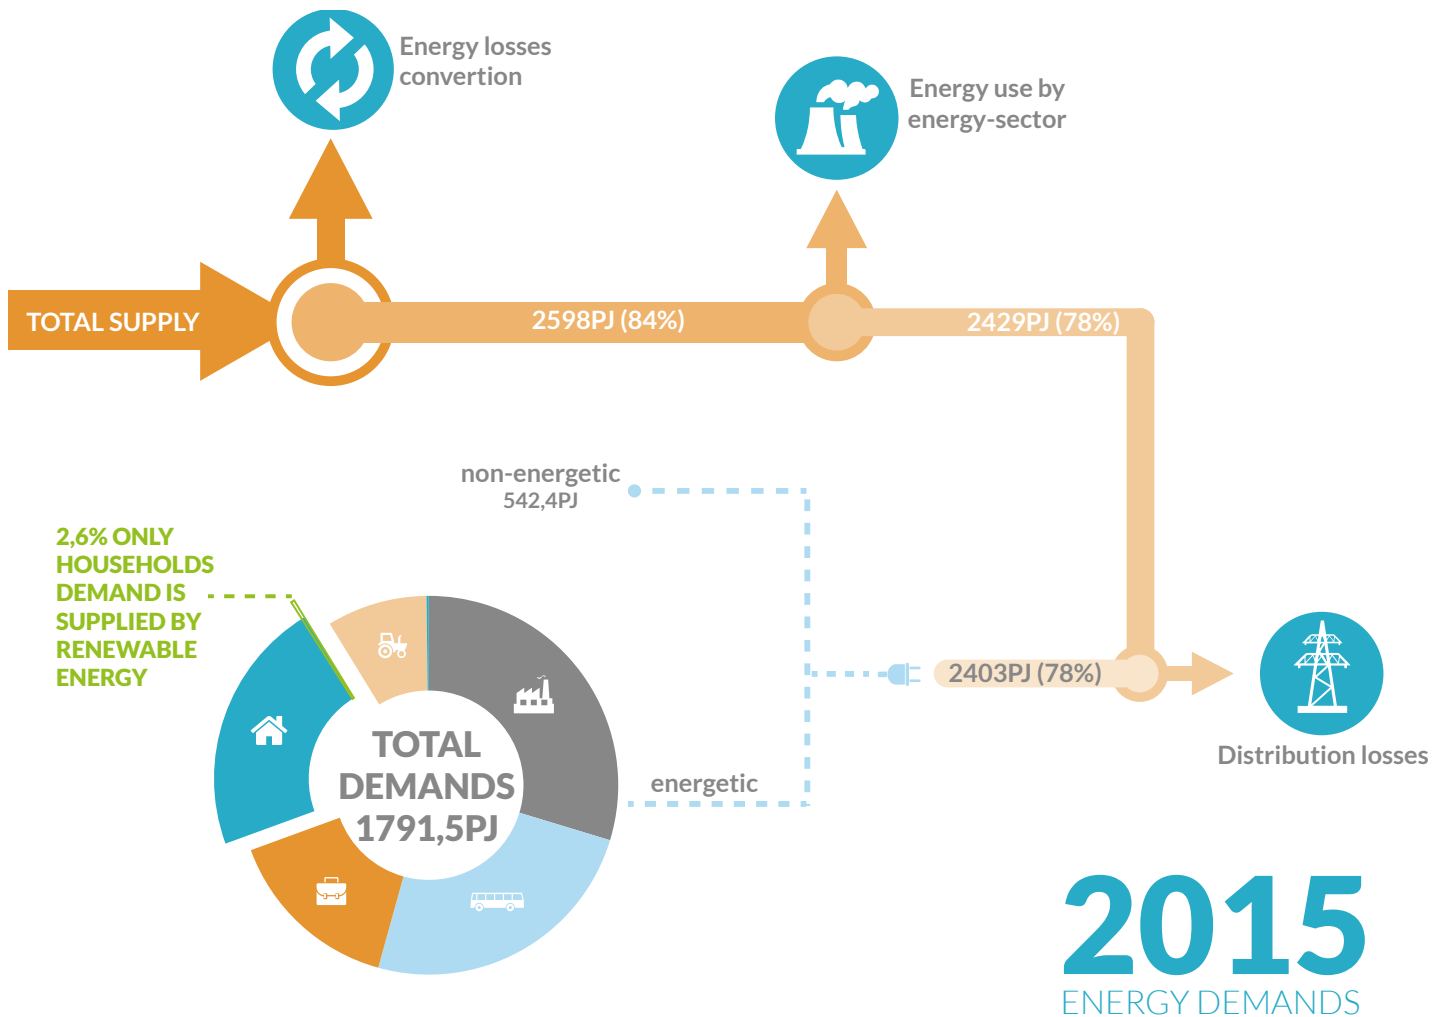 Energy losses
convertion
Energy use by
energy-sector
TOTAL SUPPLY
2598PJ (84%)
2429PJ (78%)
non-energetic
542,4PJ
2,6% ONLY
HOUSEHOLDS
DEMAND IS
SUPPLIED BY
RENEWABLE
ENERGY
2403PJ (78%)
Distribution losses
TOTAL
DEMANDS
1791,5PJ
energetic
2015
ENERGY DEMANDS